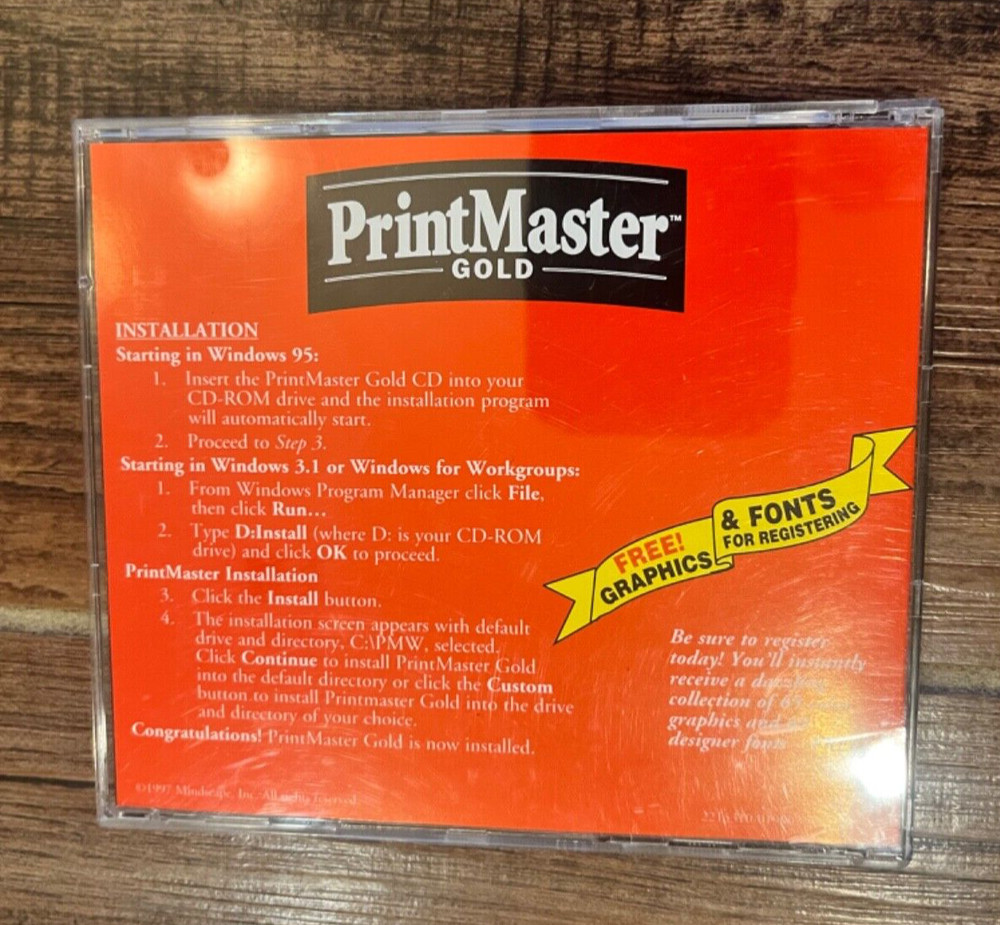 PrintMaster™
GOLD
INSTALLATION
Starting in Windows 95:
1. Insert the PrintMaster Gold CD into your
CD-ROM drive and the installation program
will automatically start.
2. Proceed to Step 3.
Starting in Windows 3.1 or Windows for Workgroups:
1. From Windows Program Manager click File,
then click Run...
2. Type D:Install (where D: is your CD-ROM
drive) and click OK to proceed.
PrintMaster Installation
3. Click the Install button.
4. The installation screen appears with default
drive and directory, C:\PMW, selected.
Click Continue to install PrintMaster Gold
into the default directory or click the Custom
button to install Printmaster Gold into the drive
and directory of your choice.
Congratulations! PrintMaster Gold is now installed.
FREE!
GRAPHICS
& FONTS
FOR REGISTERING
Be sure to register
today! You'll instantly
receive a
collection of
graphics and
designer fonts
©1997 Mindscape, Inc. All rights reserved.